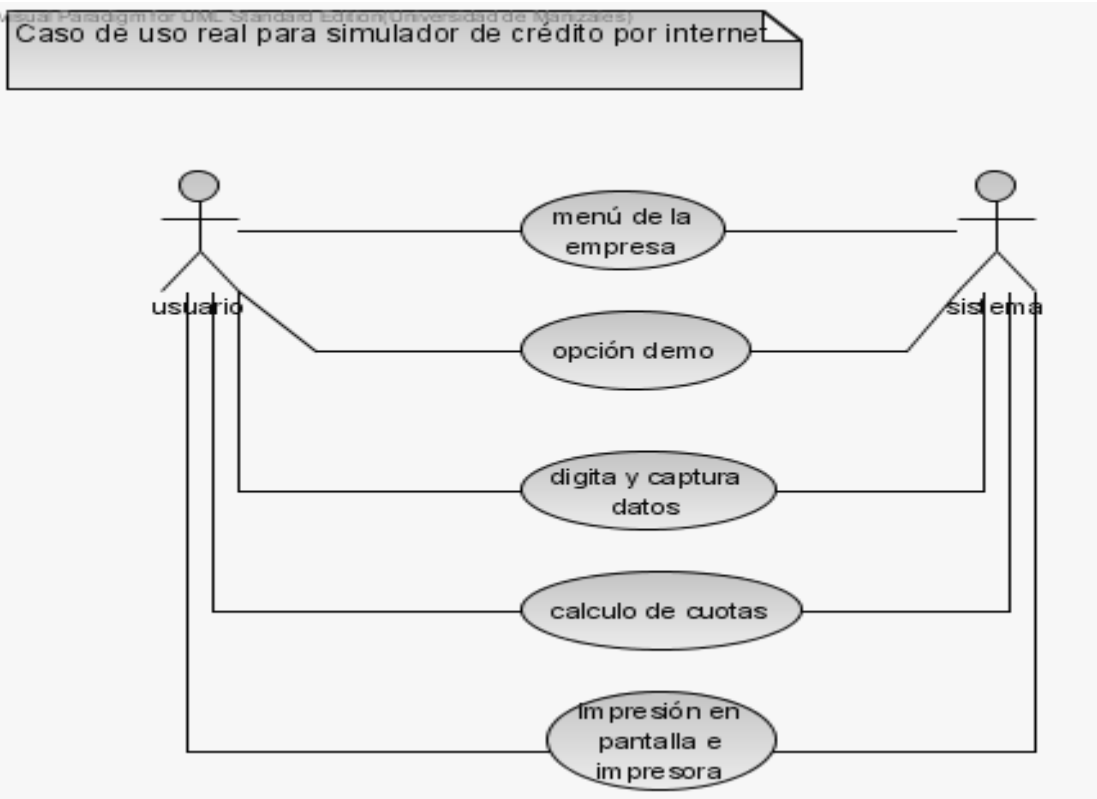 Visual Paradigm for UML Standard Edition(Universidad de Manizales)
Caso de uso real para simulador de crédito por internet
menú de la
empresa
usuario
sistema
opción demo
digita y captura
datos
calculo de cuotas
Impresión en
pantalla e
impresora